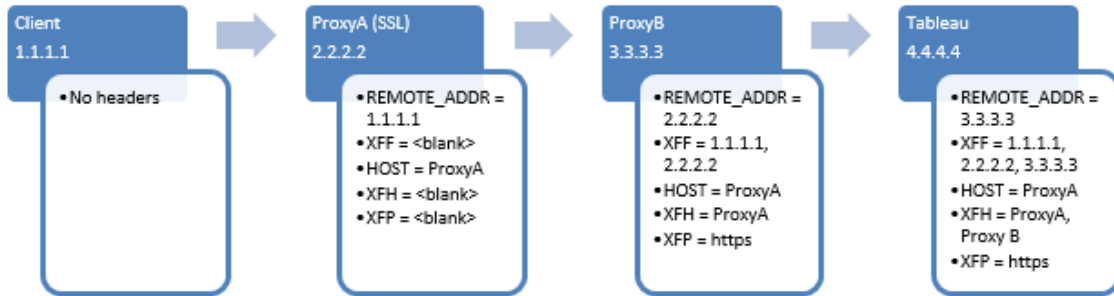 Client
1.1.1.1
•No headers
ProxyA (SSL)
2.2.2.2
•REMOTE_ADDR =
1.1.1.1
•XFF = <blank>
•HOST = ProxyA
•XFH = <blank>
•XFP = <blank>
ProxyB
3.3.3.3
•REMOTE_ADDR =
2.2.2.2
•XFF = 1.1.1.1,
2.2.2.2
•HOST = ProxyA
•XFH = ProxyA
•XFP = https
Tableau
4.4.4.4
•REMOTE_ADDR =
3.3.3.3
•XFF = 1.1.1.1,
2.2.2.2, 3.3.3.3
•HOST = ProxyA
•XFH = ProxyA,
Proxy B
•XFP = https